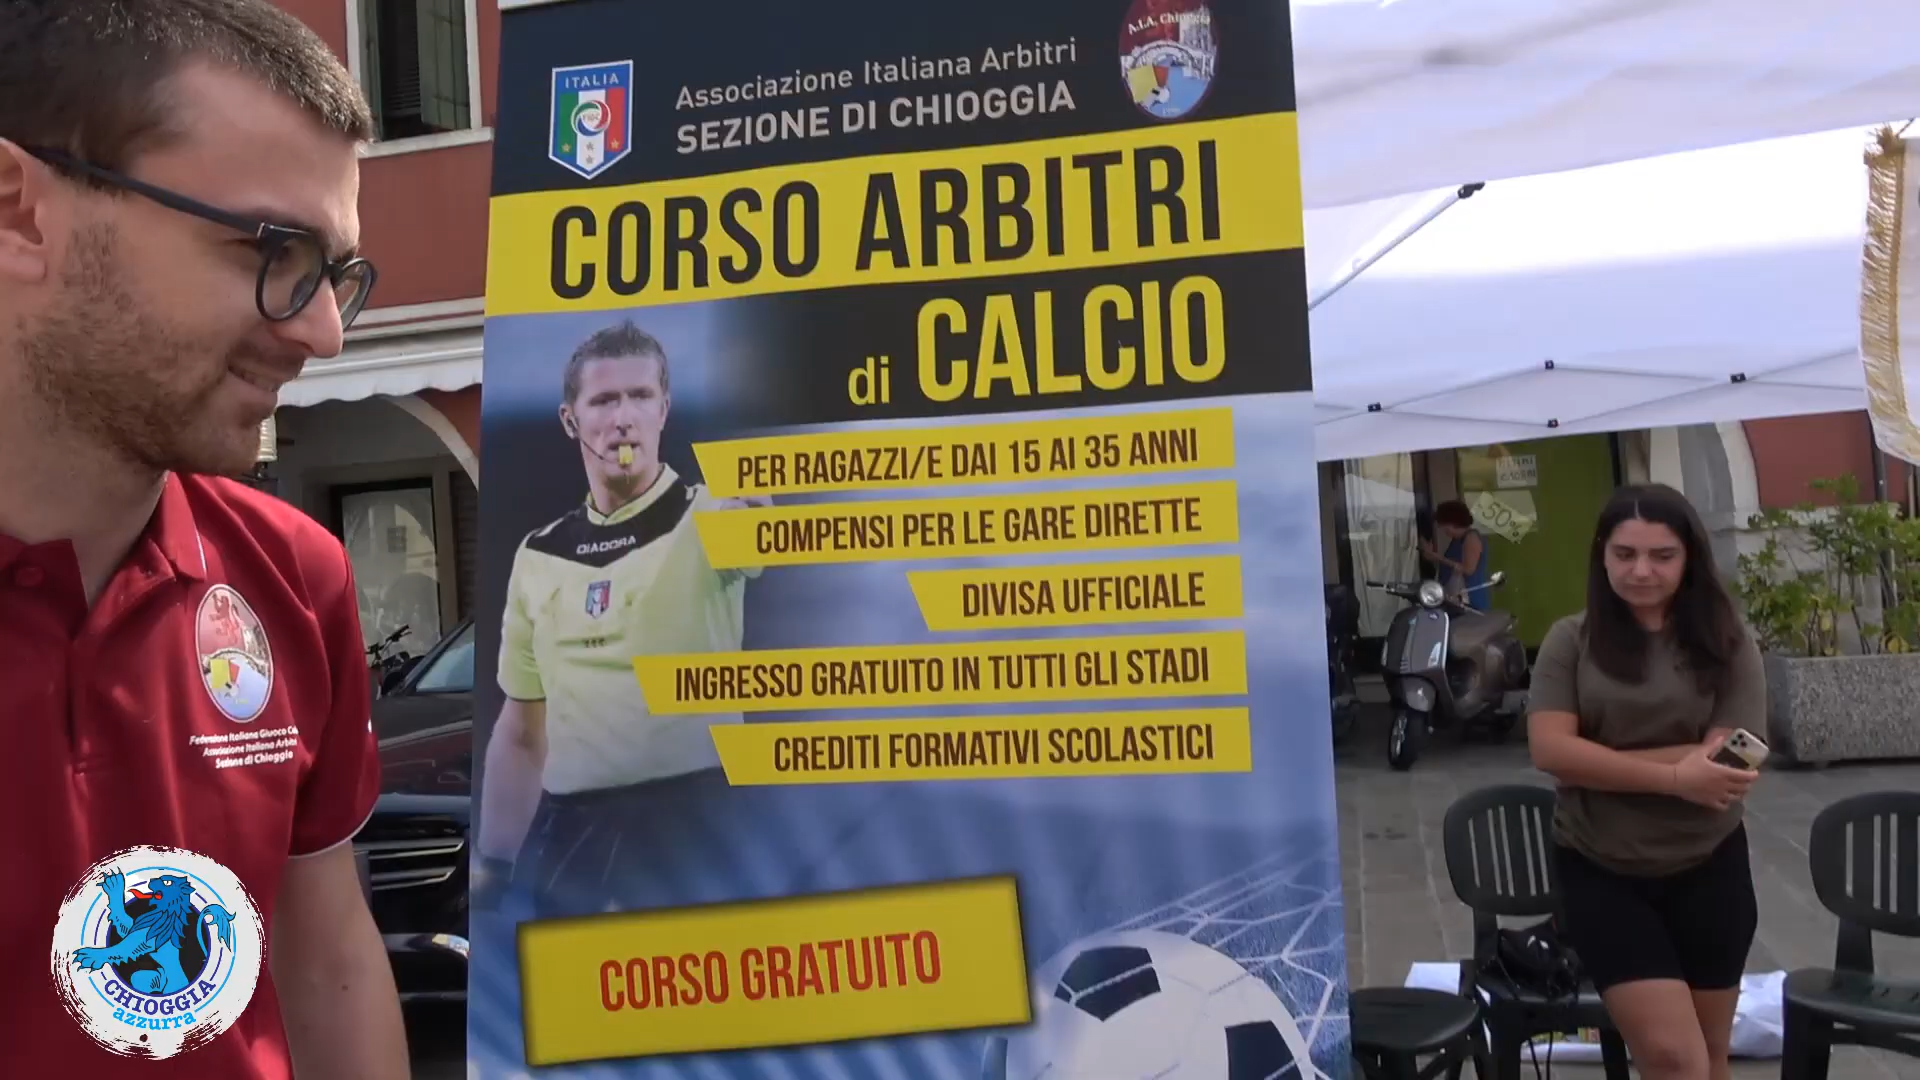 ITALIA
FIGC
A.I.A. Chioggia
Associazione Italiana Arbitri
SEZIONE DI CHIOGGIA
CORSO ARBITRI
di CALCIO
PER RAGAZZI/E DAI 15 AI 35 ANNI
COMPENSI PER LE GARE DIRETTE
DIVISA UFFICIALE
INGRESSO GRATUITO IN TUTTI GLI STADI
CREDITI FORMATIVI SCOLASTICI
CORSO GRATUITO
DIADORA
Federazione Italiana Giuoco
Associazione Italiana Arbitri
Sezione di Chioggia
-50%
CHIOGGIA
azzurra